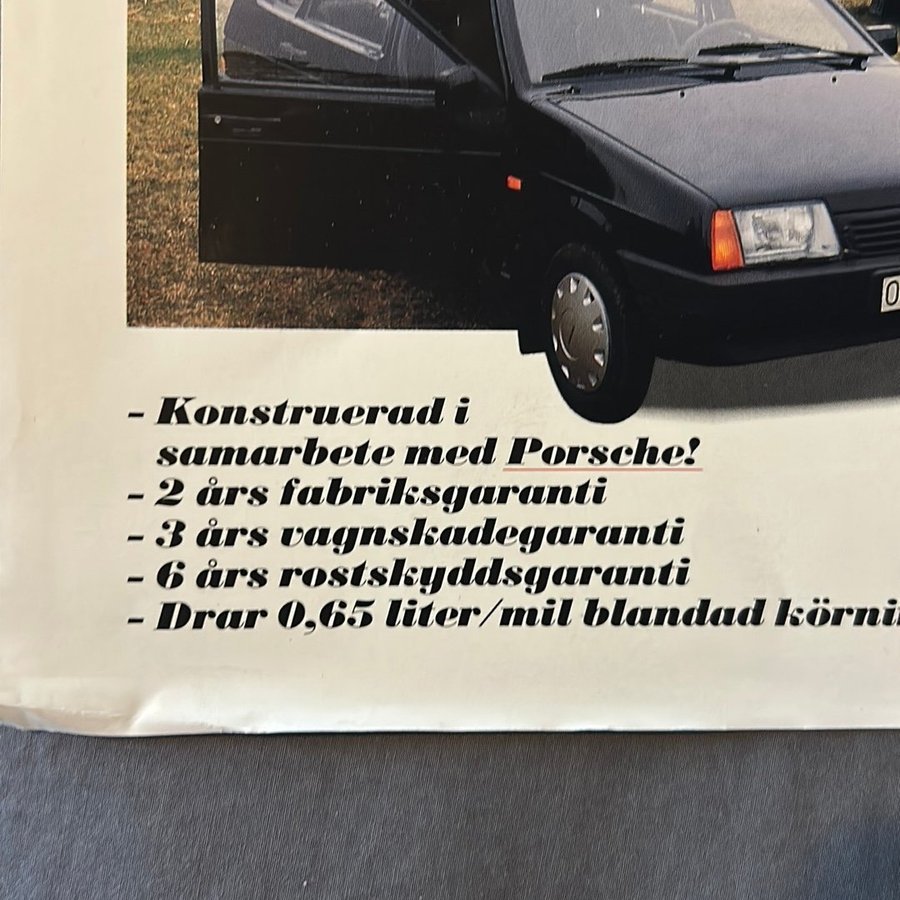 - Konstruerad i
samarbete med Porsche!
- 2 års fabriksgaranti
- 3 års vagnskadegaranti
- 6 års rostskyddsgaranti
- Drar 0,65 liter/mil blandad